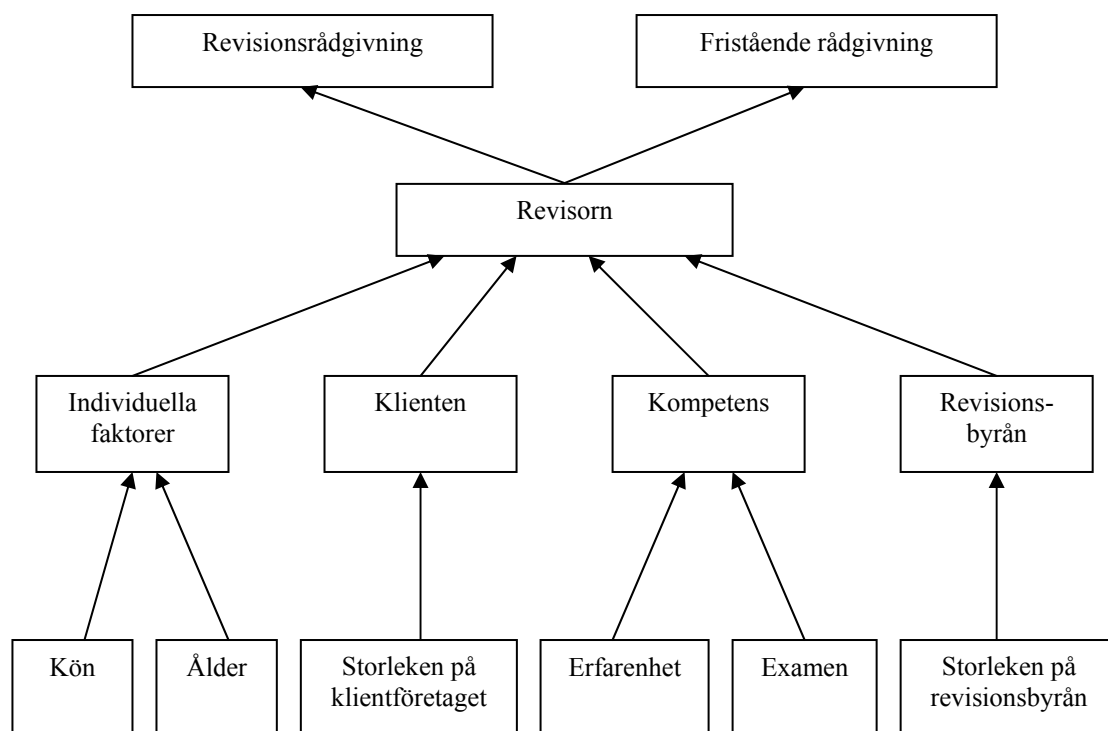 Revisionsrådgivning
Fristående rådgivning
Revisorn
Individuella
faktorer
Klienten
Kompetens
Revisions-
byrån
Kön
Ålder
Storleken på
klientföretaget
Erfarenhet
Examen
Storleken på
revisionsbyrån